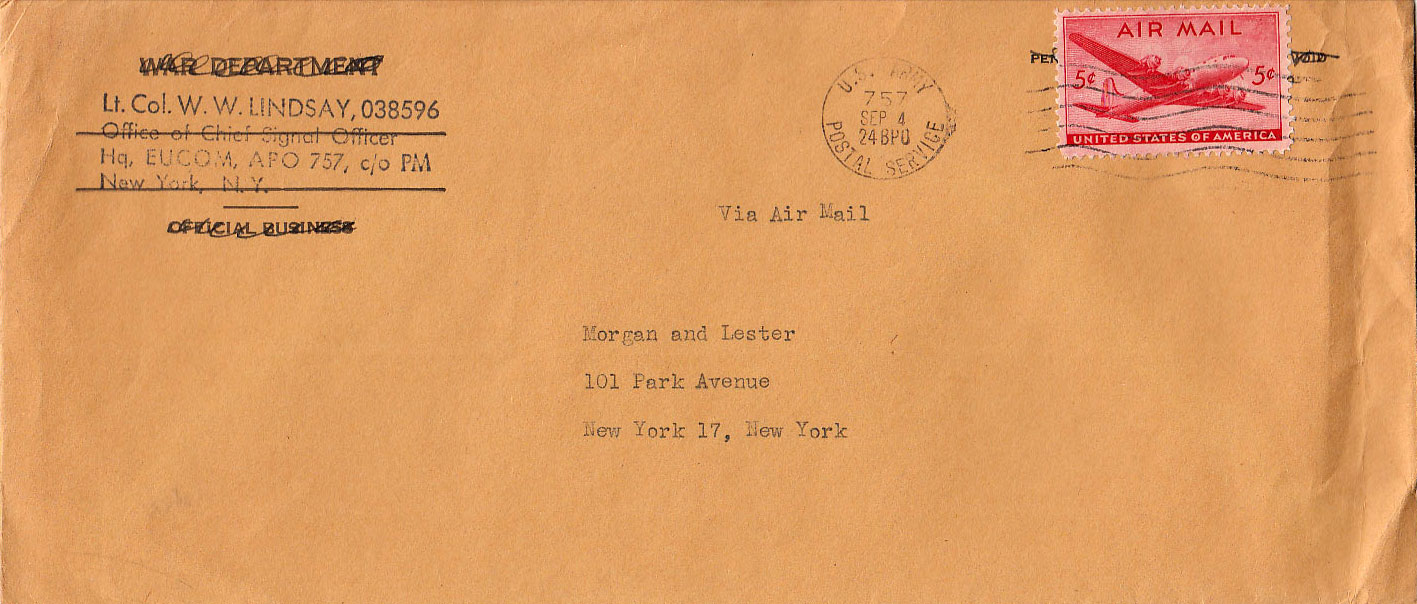 WAR DEPARTMENT
Lt. Col. W. W. LINDSAY, 038596
Office of Chief Signal Officer
Hq, EUCOM, APO 757, c/o PM
New York, N. Y.
OFFICIAL BUSINESS
U.S. ARMY
757
SEP 4
POSTAL SERVICE
AIR MAIL
5¢ 5¢
UNITED STATES OF AMERICA
Via Air Mail
Morgan and Lester
101 Park Avenue
New York 17, New York